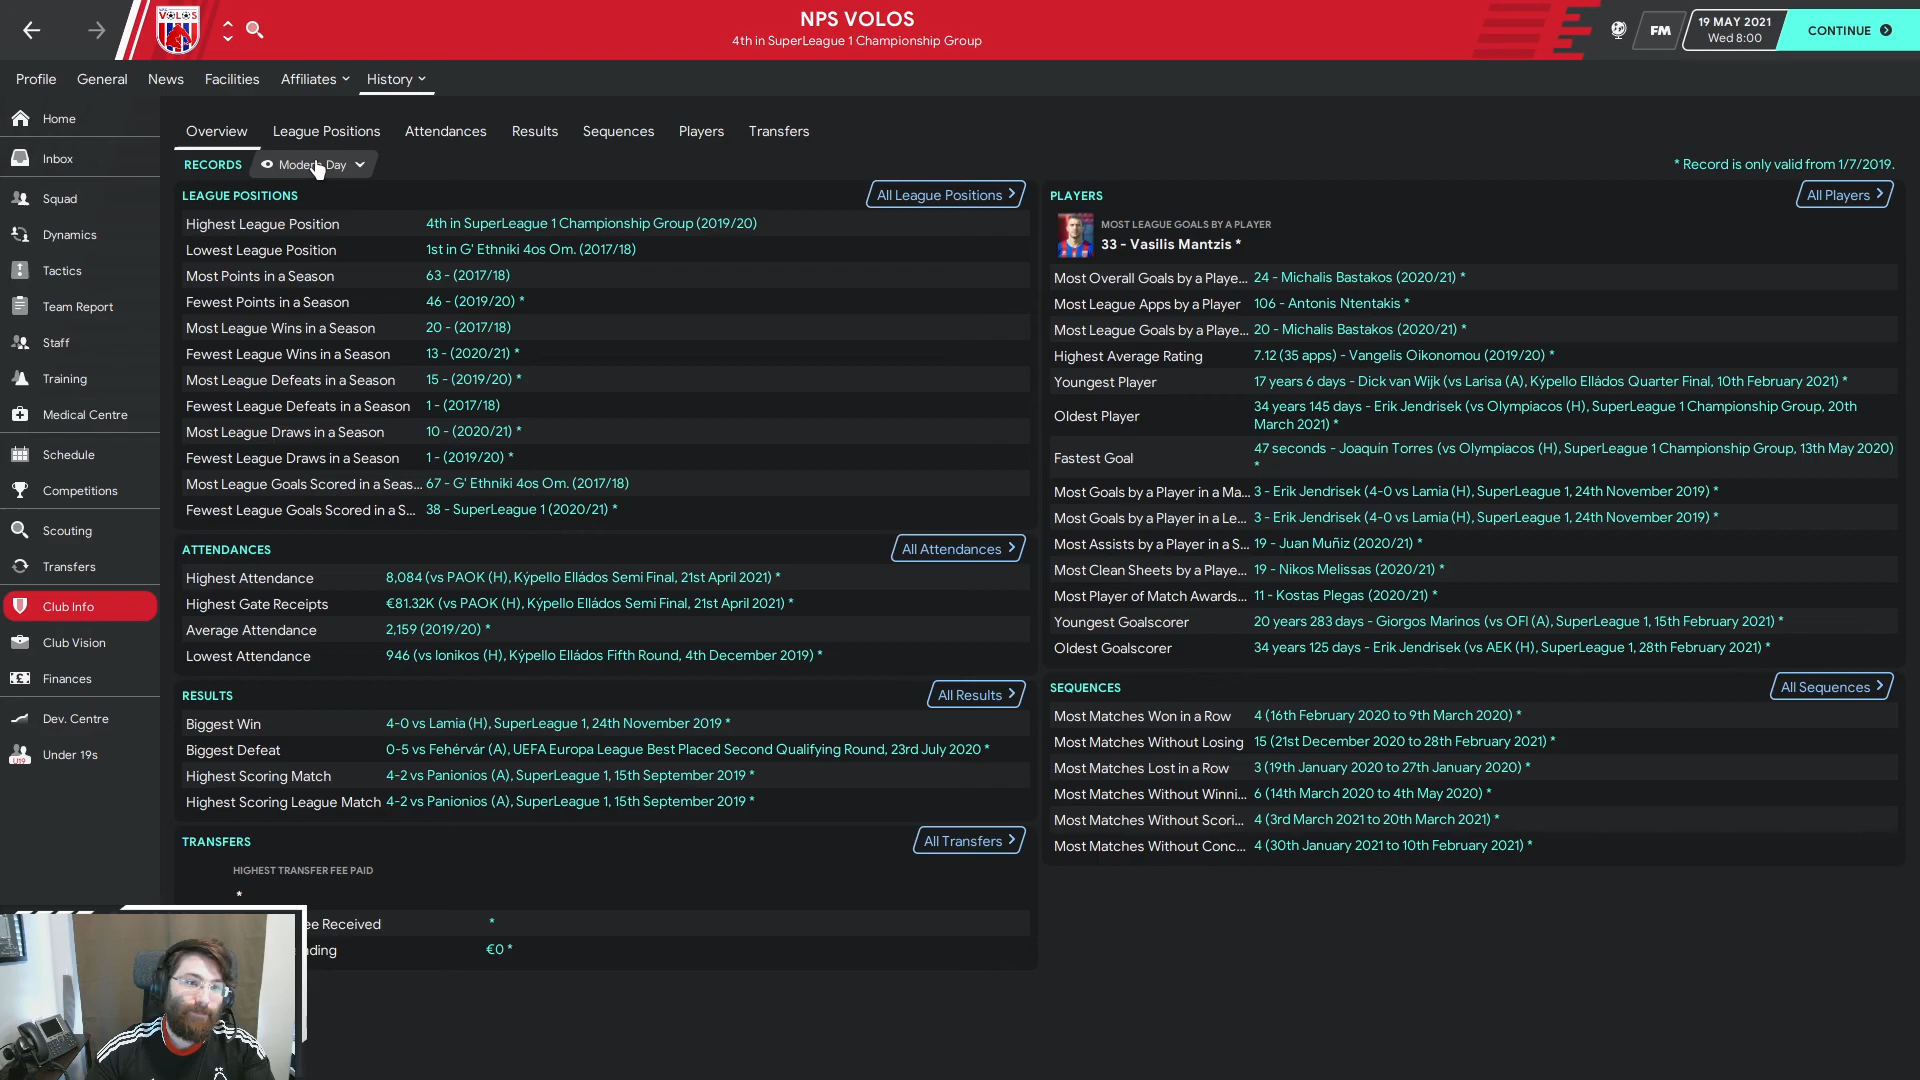 VOLOS
NPS VOLOS
4th in SuperLeague 1 Championship Group
FM
19 MAY 2021
Wed 8:00
CONTINUE
Profile General News Facilities Affiliates History
Home
Inbox
Squad
Dynamics
Tactics
Team Report
Staff
Training
Medical Centre
Schedule
Competitions
Scouting
Transfers
Club Info
Club Vision
Finances
Dev. Centre
U19
Under 19s
Overview League Positions Attendances Results Sequences Players Transfers
RECORDS Day
* Record is only valid from 1/7/2019.
LEAGUE POSITIONS All League Positions
Highest League Position 4th in SuperLeague 1 Championship Group (2019/20)
Lowest League Position 1st in G' Ethniki 4os Om. (2017/18)
Most Points in a Season 63 - (2017/18)
Fewest Points in a Season 46 - (2019/20) *
Most League Wins in a Season 20 - (2017/18)
Fewest League Wins in a Season 13 - (2020/21) *
Most League Defeats in a Season 15 - (2019/20) *
Fewest League Defeats in a Season 1 - (2017/18)
Most League Draws in a Season 10 - (2020/21) *
Fewest League Draws in a Season 1 - (2019/20) *
Most League Goals Scored in a Seas... 67 - G' Ethniki 4os Om. (2017/18)
Fewest League Goals Scored in a S... 38 - SuperLeague 1 (2020/21) *
ATTENDANCES All Attendances
Highest Attendance 8,084 (vs PAOK (H), Kýpello Elládos Semi Final, 21st April 2021) *
Highest Gate Receipts €81.32K (vs PAOK (H), Kýpello Elládos Semi Final, 21st April 2021) *
Average Attendance 2,159 (2019/20) *
Lowest Attendance 946 (vs Ionikos (H), Kýpello Elládos Fifth Round, 4th December 2019) *
RESULTS All Results
Biggest Win 4-0 vs Lamia (H), SuperLeague 1, 24th November 2019 *
Biggest Defeat 0-5 vs Fehérvár (A), UEFA Europa League Best Placed Second Qualifying Round, 23rd July 2020 *
Highest Scoring Match 4-2 vs Panionios (A), SuperLeague 1, 15th September 2019 *
Highest Scoring League Match 4-2 vs Panionios (A), SuperLeague 1, 15th September 2019 *
TRANSFERS All Transfers
HIGHEST TRANSFER FEE PAID
*
ee Received *
nding €0 *
PLAYERS All Players
MOST LEAGUE GOALS BY A PLAYER
33 - Vasilis Mantzis *
Most Overall Goals by a Playe... 24 - Michalis Bastakos (2020/21) *
Most League Apps by a Player 106 - Antonis Ntentakis *
Most League Goals by a Playe... 20 - Michalis Bastakos (2020/21) *
Highest Average Rating 7.12 (35 apps) - Vangelis Oikonomou (2019/20) *
Youngest Player 17 years 6 days - Dick van Wijk (vs Larisa (A), Kýpello Elládos Quarter Final, 10th February 2021) *
Oldest Player 34 years 145 days - Erik Jendrisek (vs Olympiacos (H), SuperLeague 1 Championship Group, 20th
March 2021) *
Fastest Goal 47 seconds - Joaquín Torres (vs Olympiacos (H), SuperLeague 1 Championship Group, 13th May 2020)
*
Most Goals by a Player in a Ma... 3 - Erik Jendrisek (4-0 vs Lamia (H), SuperLeague 1, 24th November 2019) *
Most Goals by a Player in a Le... 3 - Erik Jendrisek (4-0 vs Lamia (H), SuperLeague 1, 24th November 2019) *
Most Assists by a Player in a S... 19 - Juan Muñiz (2020/21) *
Most Clean Sheets by a Playe... 19 - Nikos Melissas (2020/21) *
Most Player of Match Awards... 11 - Kostas Plegas (2020/21) *
Youngest Goalscorer 20 years 283 days - Giorgos Marinos (vs OFI (A), SuperLeague 1, 15th February 2021) *
Oldest Goalscorer 34 years 125 days - Erik Jendrisek (vs AEK (H), SuperLeague 1, 28th February 2021) *
SEQUENCES All Sequences
Most Matches Won in a Row 4 (16th February 2020 to 9th March 2020) *
Most Matches Without Losing 15 (21st December 2020 to 28th February 2021) *
Most Matches Lost in a Row 3 (19th January 2020 to 27th January 2020) *
Most Matches Without Winni... 6 (14th March 2020 to 4th May 2020) *
Most Matches Without Scori... 4 (3rd March 2021 to 20th March 2021) *
Most Matches Without Conc... 4 (30th January 2021 to 10th February 2021) *